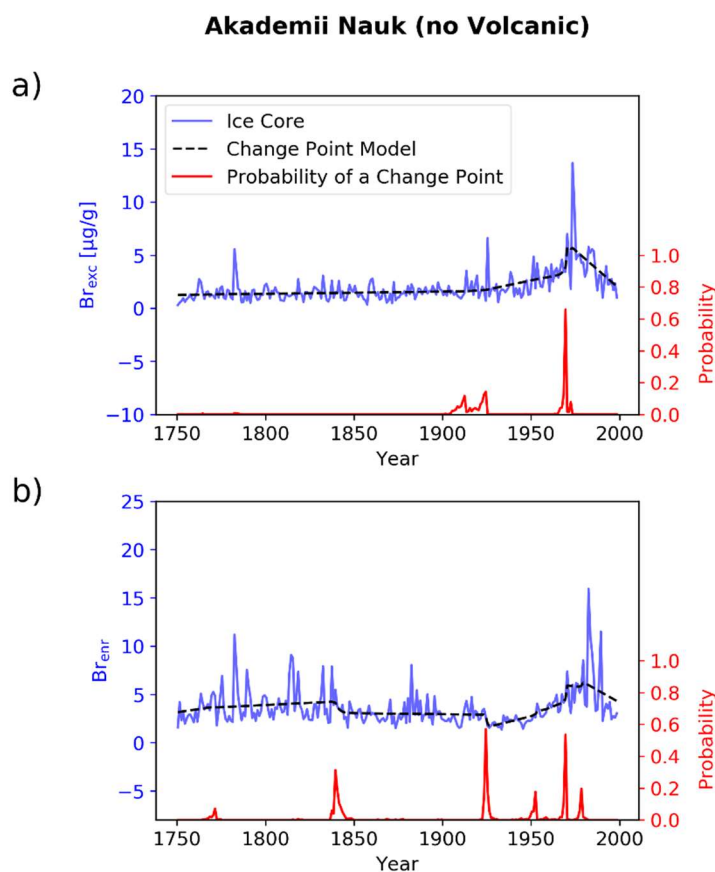 Akademii Nauk (no Volcanic)
a)
20
15
10
5
0
−5
−10
Br_exc [µg/g]
Ice Core
Change Point Model
Probability of a Change Point
1.0
0.8
0.6
0.4
0.2
0.0
Probability
1750 1800 1850 1900 1950 2000
Year
b)
25
20
15
10
5
0
−5
Br_enr
1.0
0.8
0.6
0.4
0.2
0.0
Probability
1750 1800 1850 1900 1950 2000
Year